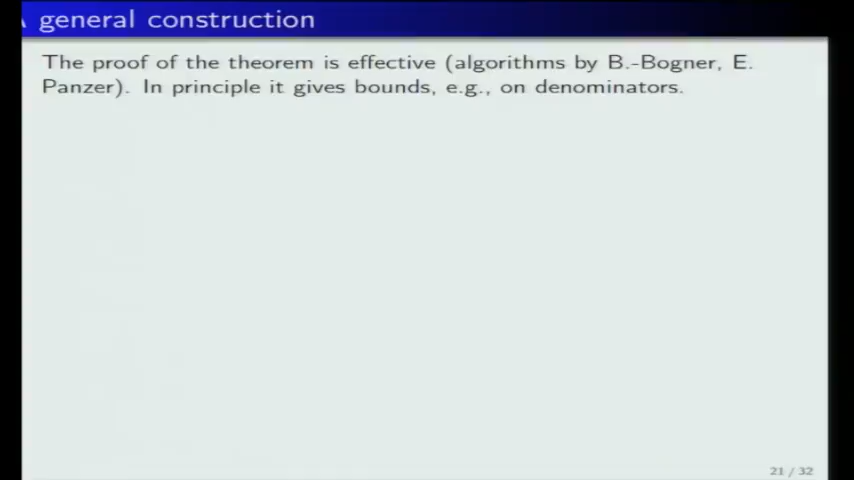 general construction
The proof of the theorem is effective (algorithms by B.-Bogner, E.
Panzer). In principle it gives bounds, e.g., on denominators.
21 / 32